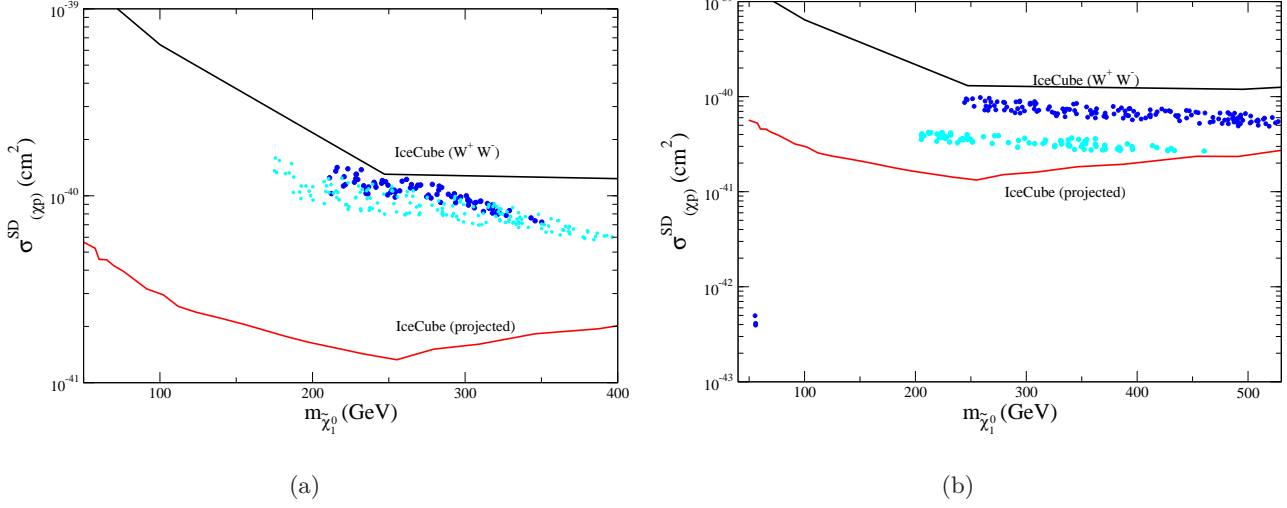 10^-39
10^-40
10^-41
σ^SD (χp) (cm^2)
IceCube (W^+ W^-)
IceCube (projected)
100 200 300 400
m_χ̃_1^0 (GeV)
(a)
10^-40
10^-41
10^-42
10^-43
σ^SD (χp) (cm^2)
IceCube (W^+ W^-)
IceCube (projected)
100 200 300 400 500
m_χ̃_1^0 (GeV)
(b)